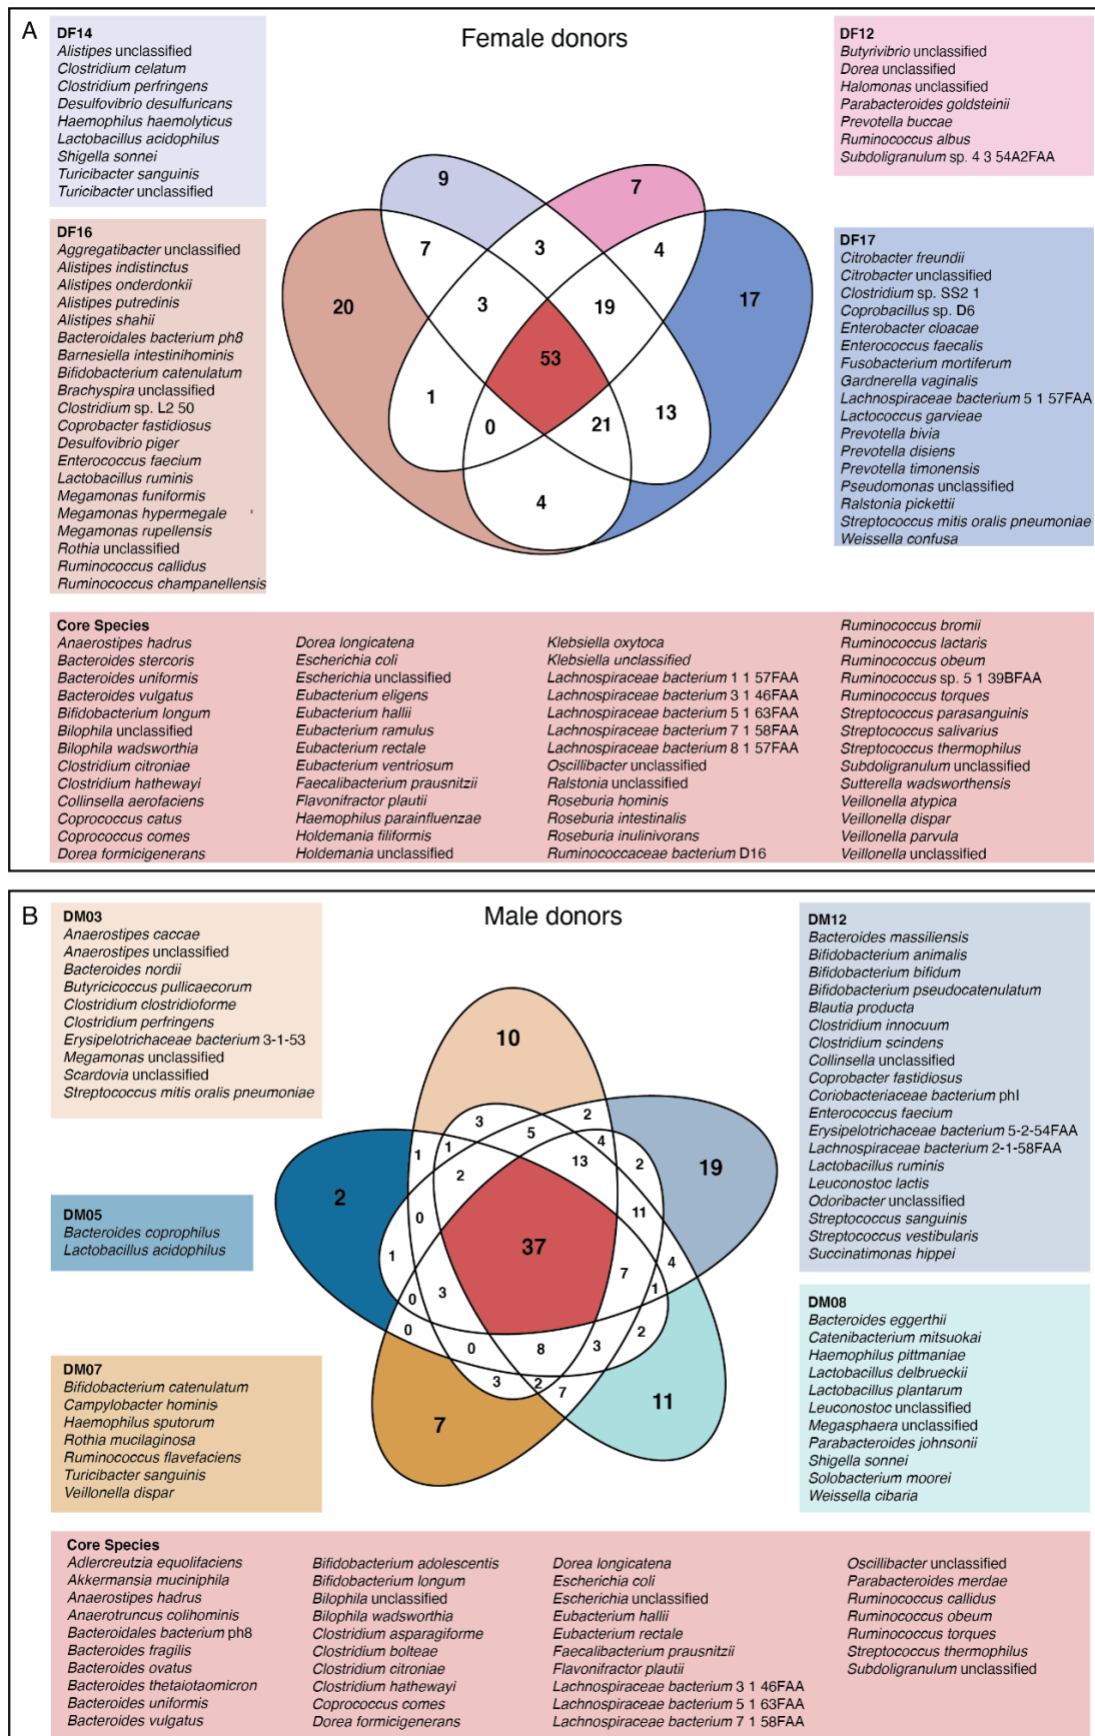 A
Female donors
DF14
Alistipes unclassified
Clostridium celatum
Clostridium perfringens
Desulfovibrio desulfuricans
Haemophilus haemolyticus
Lactobacillus acidophilus
Shigella sonnei
Turicibacter sanguinis
Turicibacter unclassified
DF12
Butyrivibrio unclassified
Dorea unclassified
Halomonas unclassified
Parabacteroides goldsteinii
Prevotella buccae
Ruminococcus albus
Subdoligranulum sp. 4 3 54A2FAA
DF16
Aggregatibacter unclassified
Alistipes indistinctus
Alistipes onderdonkii
Alistipes putredinis
Alistipes shahii
Bacteroidales bacterium ph8
Barnesiella intestinihominis
Bifidobacterium catenulatum
Brachyspira unclassified
Clostridium sp. L2 50
Coprobacter fastidiosus
Desulfovibrio piger
Enterococcus faecium
Lactobacillus ruminis
Megamonas funiformis
Megamonas hypermegale
Megamonas rupellensis
Rothia unclassified
Ruminococcus callidus
Ruminococcus champanellensis
9
7
7
3
4
20
3
19
17
53
1
0
21
13
4
DF17
Citrobacter freundii
Citrobacter unclassified
Clostridium sp. SS2 1
Coprobacillus sp. D6
Enterobacter cloacae
Enterococcus faecalis
Fusobacterium mortiferum
Gardnerella vaginalis
Lachnospiraceae bacterium 5 1 57FAA
Lactococcus garvieae
Prevotella bivia
Prevotella disiens
Prevotella timonensis
Pseudomonas unclassified
Ralstonia pickettii
Streptococcus mitis oralis pneumoniae
Weissella confusa
Core Species
Anaerostipes hadrus
Bacteroides stercoris
Bacteroides uniformis
Bacteroides vulgatus
Bifidobacterium longum
Bilophila unclassified
Bilophila wadsworthia
Clostridium citroniae
Clostridium hathewayi
Collinsella aerofaciens
Coprococcus catus
Coprococcus comes
Dorea formicigenerans
Dorea longicatena
Escherichia coli
Escherichia unclassified
Eubacterium eligens
Eubacterium hallii
Eubacterium ramulus
Eubacterium rectale
Eubacterium ventriosum
Faecalibacterium prausnitzii
Flavonifractor plautii
Haemophilus parainfluenzae
Holdemania filiformis
Holdemania unclassified
Klebsiella oxytoca
Klebsiella unclassified
Lachnospiraceae bacterium 1 1 57FAA
Lachnospiraceae bacterium 3 1 46FAA
Lachnospiraceae bacterium 5 1 63FAA
Lachnospiraceae bacterium 7 1 58FAA
Lachnospiraceae bacterium 8 1 57FAA
Oscillibacter unclassified
Ralstonia unclassified
Roseburia hominis
Roseburia intestinalis
Roseburia inulinivorans
Ruminococcaceae bacterium D16
Ruminococcus bromii
Ruminococcus lactaris
Ruminococcus obeum
Ruminococcus sp. 5 1 39BFAA
Ruminococcus torques
Streptococcus parasanguinis
Streptococcus salivarius
Streptococcus thermophilus
Subdoligranulum unclassified
Sutterella wadsworthensis
Veillonella atypica
Veillonella dispar
Veillonella parvula
Veillonella unclassified
B
Male donors
DM03
Anaerostipes caccae
Anaerostipes unclassified
Bacteroides nordii
Butyricicoccus pullicaecorum
Clostridium clostridioforme
Clostridium perfringens
Erysipelotrichaceae bacterium 3-1-53
Megamonas unclassified
Scardovia unclassified
Streptococcus mitis oralis pneumoniae
DM12
Bacteroides massiliensis
Bifidobacterium animalis
Bifidobacterium bifidum
Bifidobacterium pseudocatenulatum
Blautia producta
Clostridium innocuum
Clostridium scindens
Collinsella unclassified
Coprobacter fastidiosus
Coriobacteriaceae bacterium phI
Enterococcus faecium
Erysipelotrichaceae bacterium 5-2-54FAA
Lachnospiraceae bacterium 2-1-58FAA
Lactobacillus ruminis
Leuconostoc lactis
Odoribacter unclassified
Streptococcus sanguinis
Streptococcus vestibularis
Succinatimonas hippei
DM05
Bacteroides coprophilus
Lactobacillus acidophilus
10
3
2
5
4
1
1
13
2
2
2
19
0
11
37
1
4
7
0
3
1
0
2
0
8
3
3
2
7
7
11
DM07
Bifidobacterium catenulatum
Campylobacter hominis
Haemophilus sputorum
Rothia mucilaginosa
Ruminococcus flavefaciens
Turicibacter sanguinis
Veillonella dispar
DM08
Bacteroides eggerthii
Catenibacterium mitsuokai
Haemophilus pittmaniae
Lactobacillus delbrueckii
Lactobacillus plantarum
Leuconostoc unclassified
Megasphaera unclassified
Parabacteroides johnsonii
Shigella sonnei
Solobacterium moorei
Weissella cibaria
Core Species
Adlercreutzia equolifaciens
Akkermansia muciniphila
Anaerostipes hadrus
Anaerotruncus colihominis
Bacteroidales bacterium ph8
Bacteroides fragilis
Bacteroides ovatus
Bacteroides thetaiotaomicron
Bacteroides uniformis
Bacteroides vulgatus
Bifidobacterium adolescentis
Bifidobacterium longum
Bilophila unclassified
Bilophila wadsworthia
Clostridium asparagiforme
Clostridium bolteae
Clostridium citroniae
Clostridium hathewayi
Coprococcus comes
Dorea formicigenerans
Dorea longicatena
Escherichia coli
Escherichia unclassified
Eubacterium hallii
Eubacterium rectale
Faecalibacterium prausnitzii
Flavonifractor plautii
Lachnospiraceae bacterium 3 1 46FAA
Lachnospiraceae bacterium 5 1 63FAA
Lachnospiraceae bacterium 7 1 58FAA
Oscillibacter unclassified
Parabacteroides merdae
Ruminococcus callidus
Ruminococcus obeum
Ruminococcus torques
Streptococcus thermophilus
Subdoligranulum unclassified